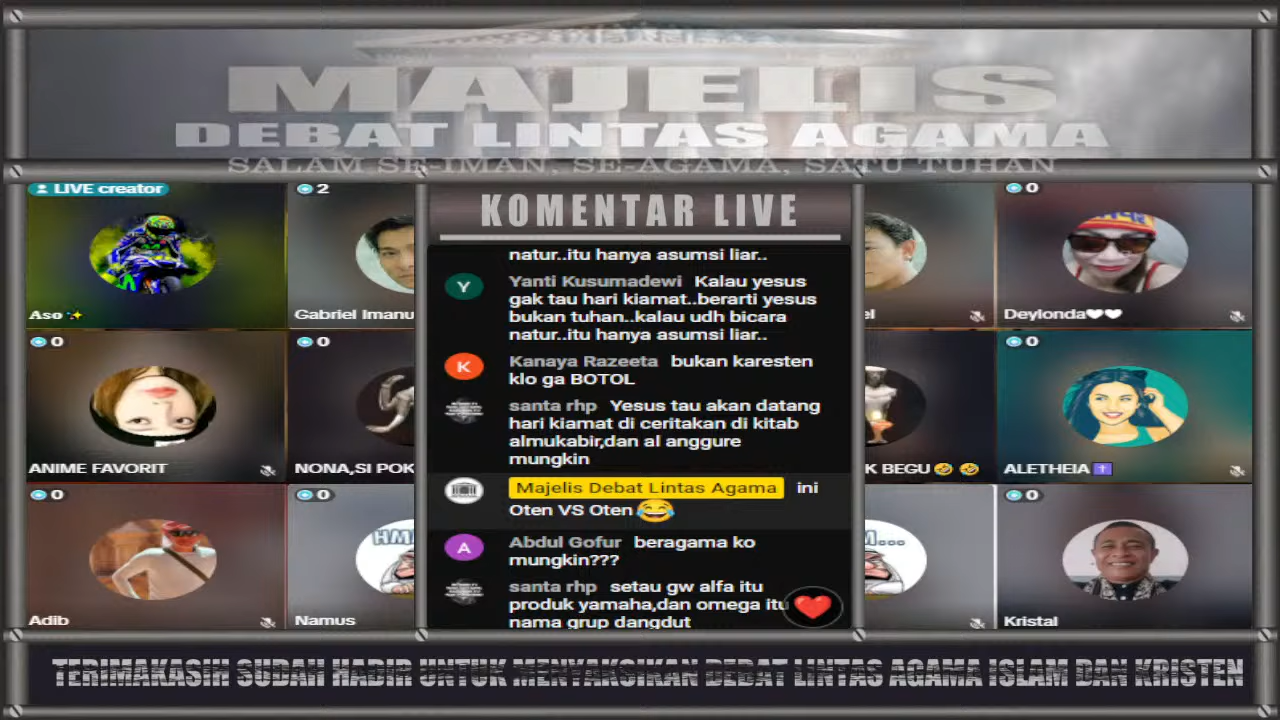 MAJELIS
DEBAT LINTAS AGAMA
SALAM SE-IMAN, SE-AGAMA, SATU TUHAN
LIVE creator
2
0
KOMENTAR LIVE
natur..itu hanya asumsi liar..
Yanti Kusumadewi Kalau yesus
gak tau hari kiamat..berarti yesus
bukan tuhan..kalau udh bicara
natur..itu hanya asumsi liar..
Kanaya Razeeta bukan karesten
klo ga BOTOL
santa rhp Yesus tau akan datang
hari kiamat di ceritakan di kitab
almukabir,dan al anggure
mungkin
Majelis Debat Lintas Agama ini
Oten VS Oten
Abdul Gofur beragama ko
mungkin???
santa rhp setau gw alfa itu
produk yamaha,dan omega itu
nama grup dangdut
Y
K
A
Aso
Gabriel Imanu
el
Deylonda
0
0
0
ANIME FAVORIT
NONA,SI POK
K BEGU
ALETHEIA
0
0
0
HM
M...
Adib
Namus
Kristal
TERIMAKASIH SUDAH HADIR UNTUK MENYAKSIKAN DEBAT LINTAS AGAMA ISLAM DAN KRISTEN